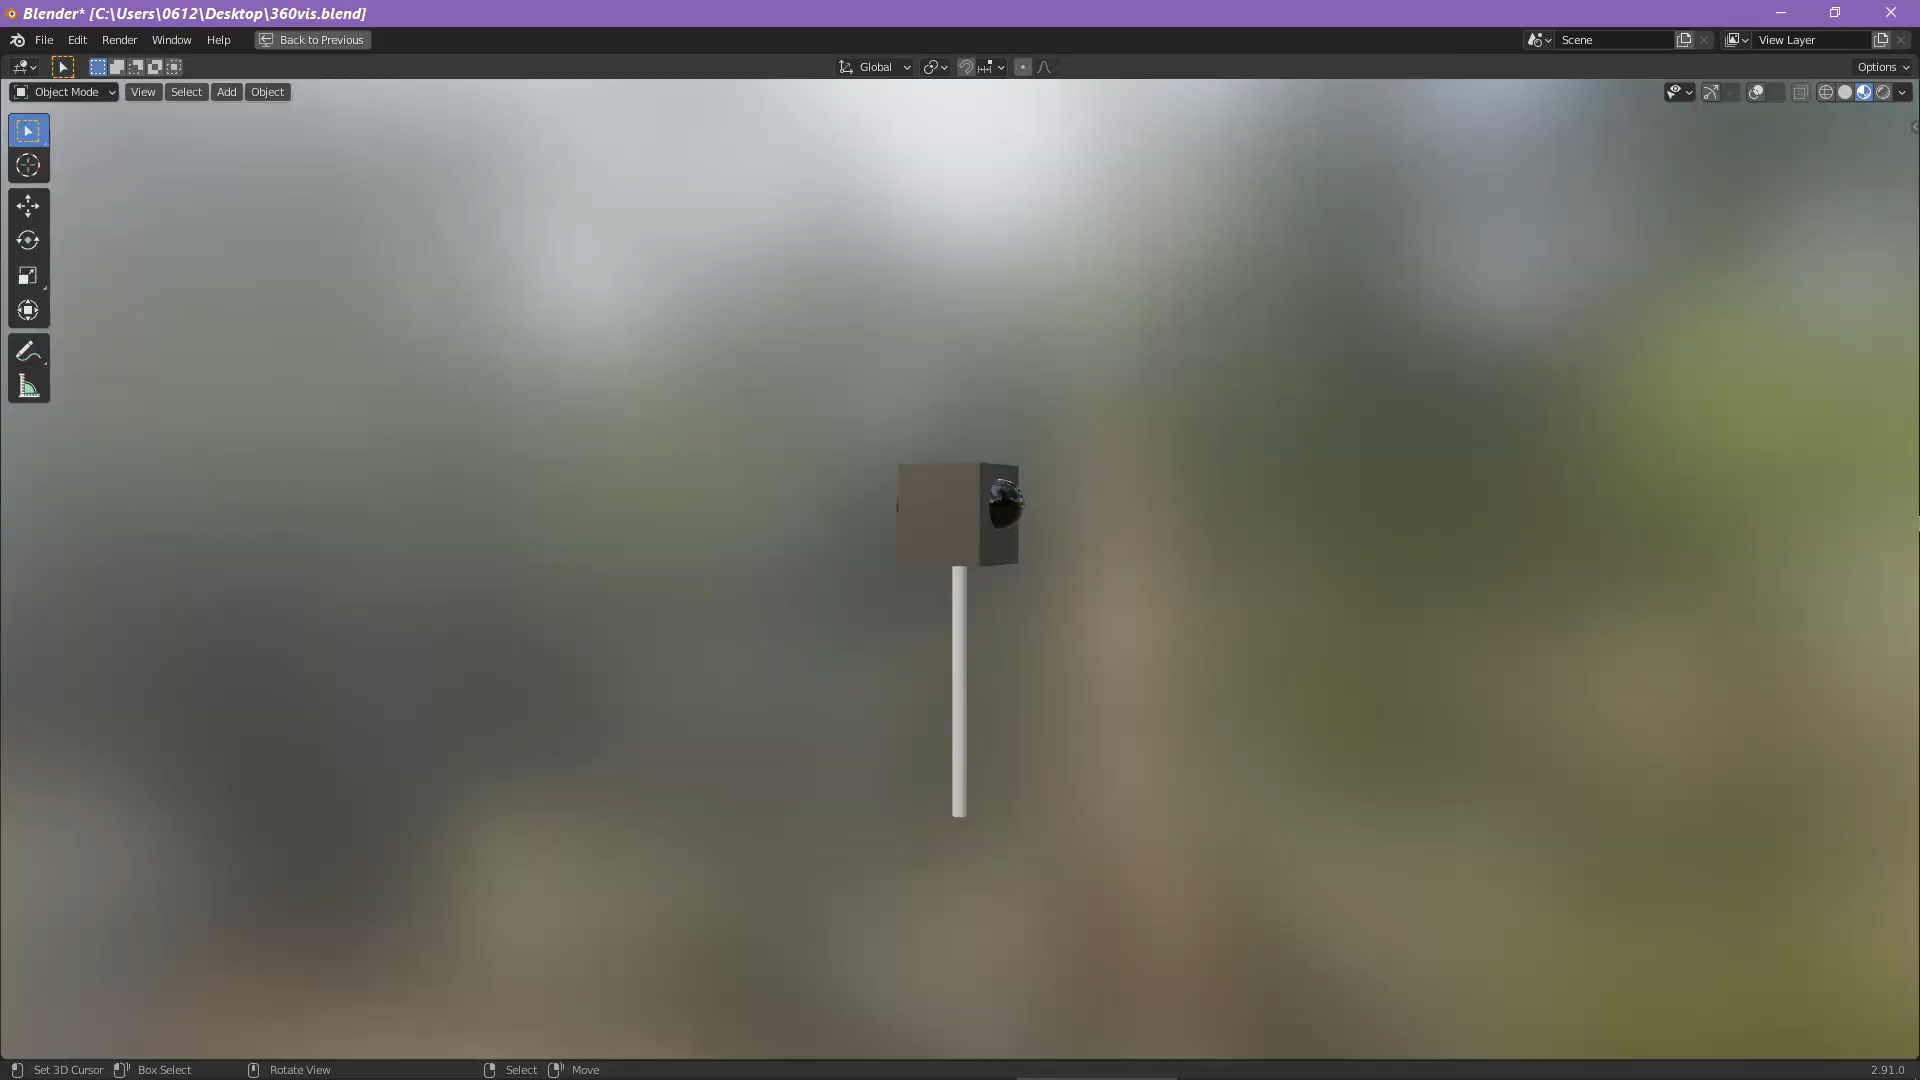 Blender* [C:\Users\0612\Desktop\360vis.blend]
File Edit Render Window Help Back to Previous Scene View Layer
Global Options
Object Mode View Select Add Object
Set 3D Cursor Box Select Rotate View Select Move 2.91.0